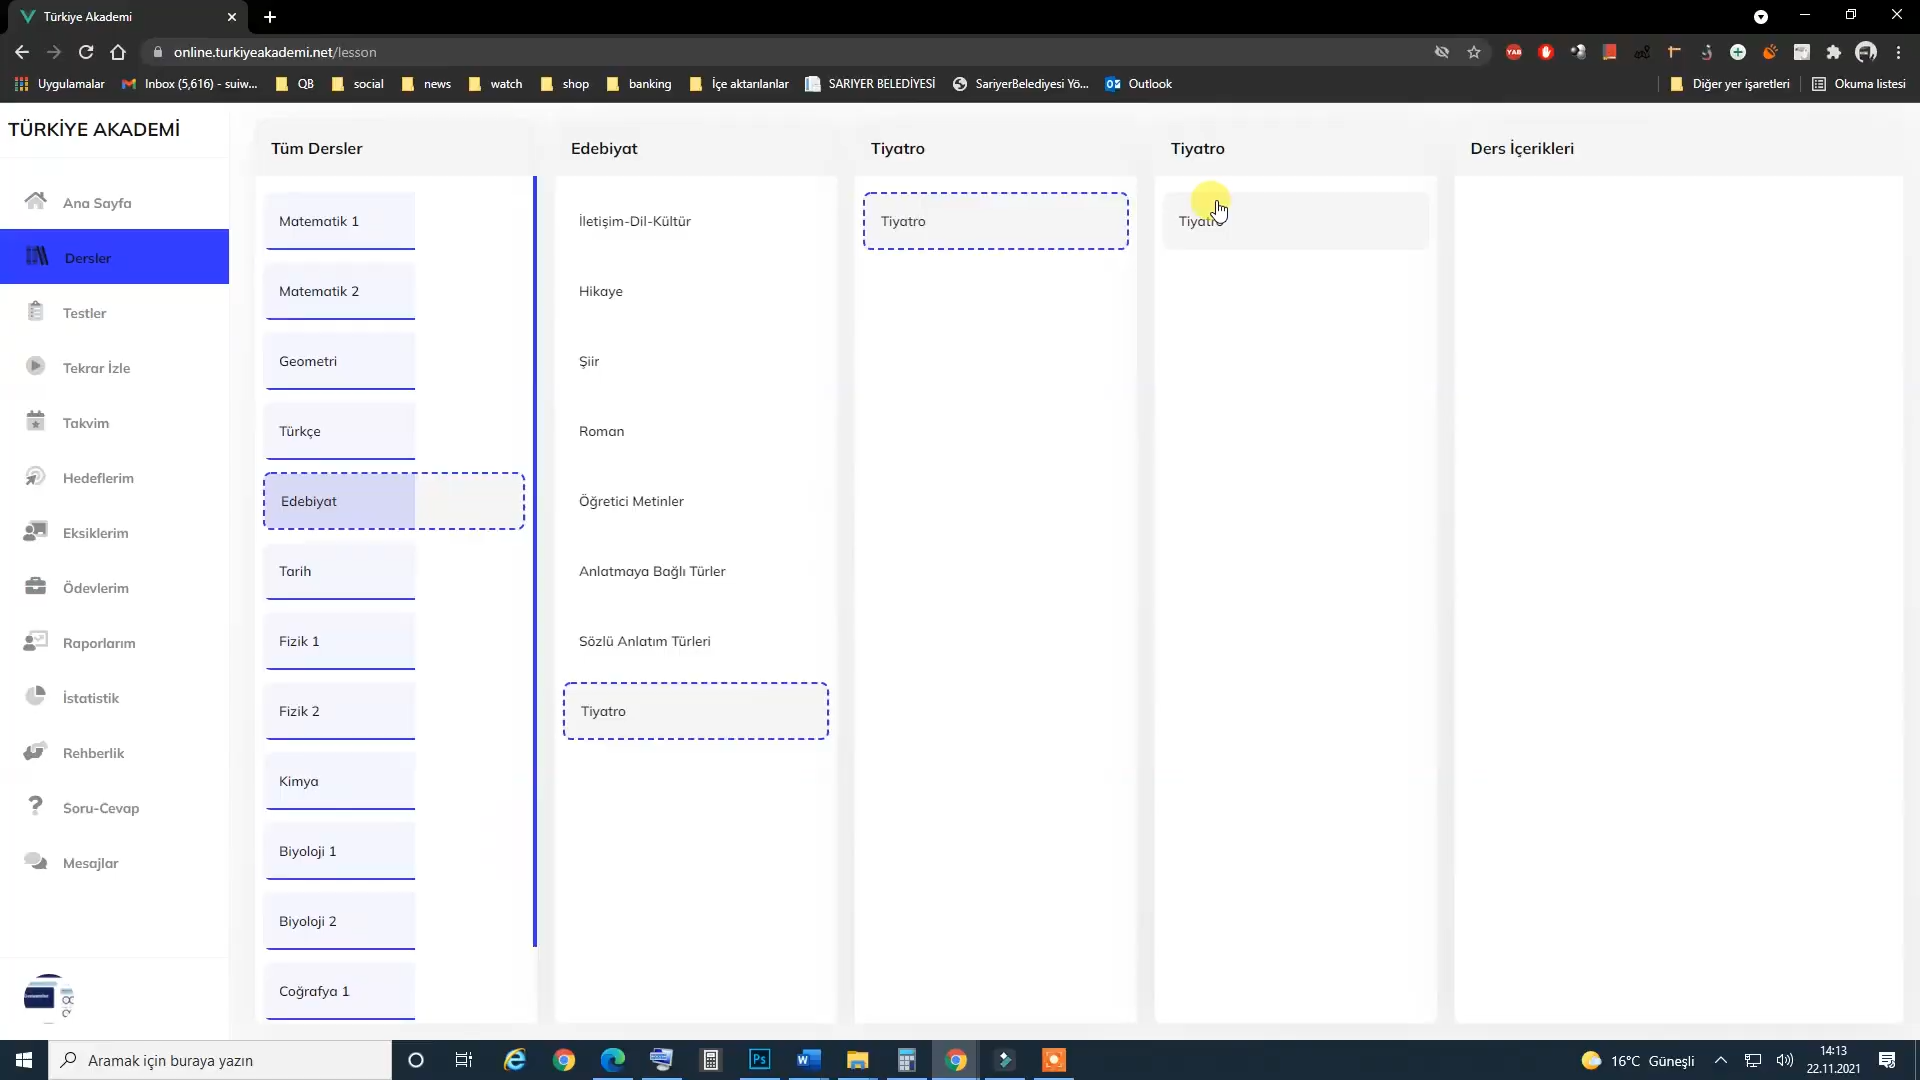 Türkiye Akademi
online.turkiyeakademi.net/lesson
Uygulamalar
Inbox (5,616) - suiw...
QB
social
news
watch
shop
banking
İçe aktarılanlar
SARIYER BELEDİYESİ
SariyerBelediyesi Yö...
Outlook
Diğer yer işaretleri
Okuma listesi
TÜRKİYE AKADEMİ
Ana Sayfa
Dersler
Testler
Tekrar İzle
Takvim
Hedeflerim
Eksiklerim
Ödevlerim
Raporlarım
İstatistik
Rehberlik
Soru-Cevap
Mesajlar
Tüm Dersler
Matematik 1
Matematik 2
Geometri
Türkçe
Edebiyat
Tarih
Fizik 1
Fizik 2
Kimya
Biyoloji 1
Biyoloji 2
Coğrafya 1
Edebiyat
İletişim-Dil-Kültür
Hikaye
Şiir
Roman
Öğretici Metinler
Anlatmaya Bağlı Türler
Sözlü Anlatım Türleri
Tiyatro
Tiyatro
Tiyatro
Tiyatro
Tiyatro
Ders İçerikleri
Aramak için buraya yazın
16°C Güneşli
14:13
22.11.2021